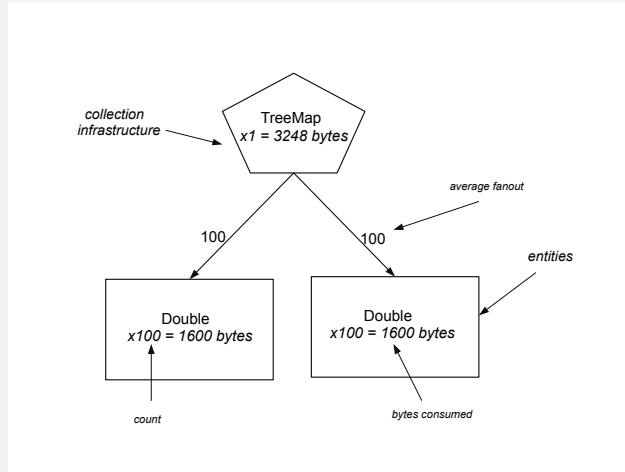 collection
infrastructure
TreeMap
x1 = 3248 bytes
average fanout
100
100
entities
Double
x100 = 1600 bytes
Double
x100 = 1600 bytes
count
bytes consumed